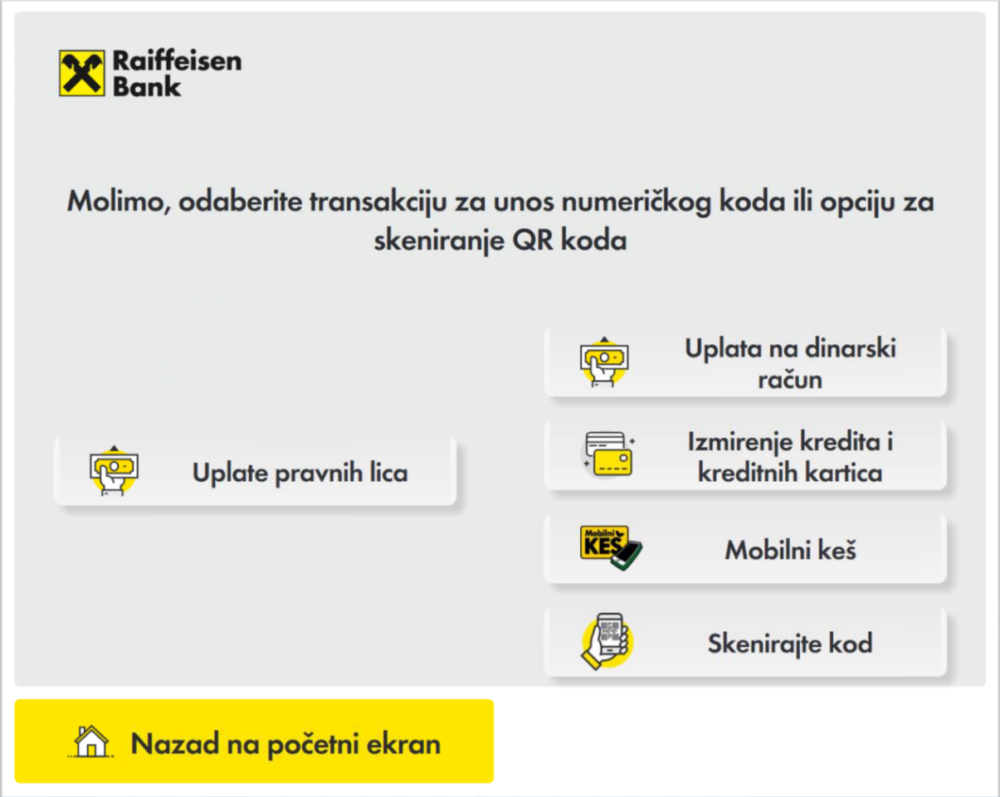 Raiffeisen
Bank
Molimo, odaberite transakciju za unos numeričkog koda ili opciju za
skeniranje QR koda
Uplate pravnih lica
Uplata na dinarski
račun
Izmirenje kredita i
kreditnih kartica
Mobilni
KEŠ
Mobilni keš
Skenirajte kod
Nazad na početni ekran